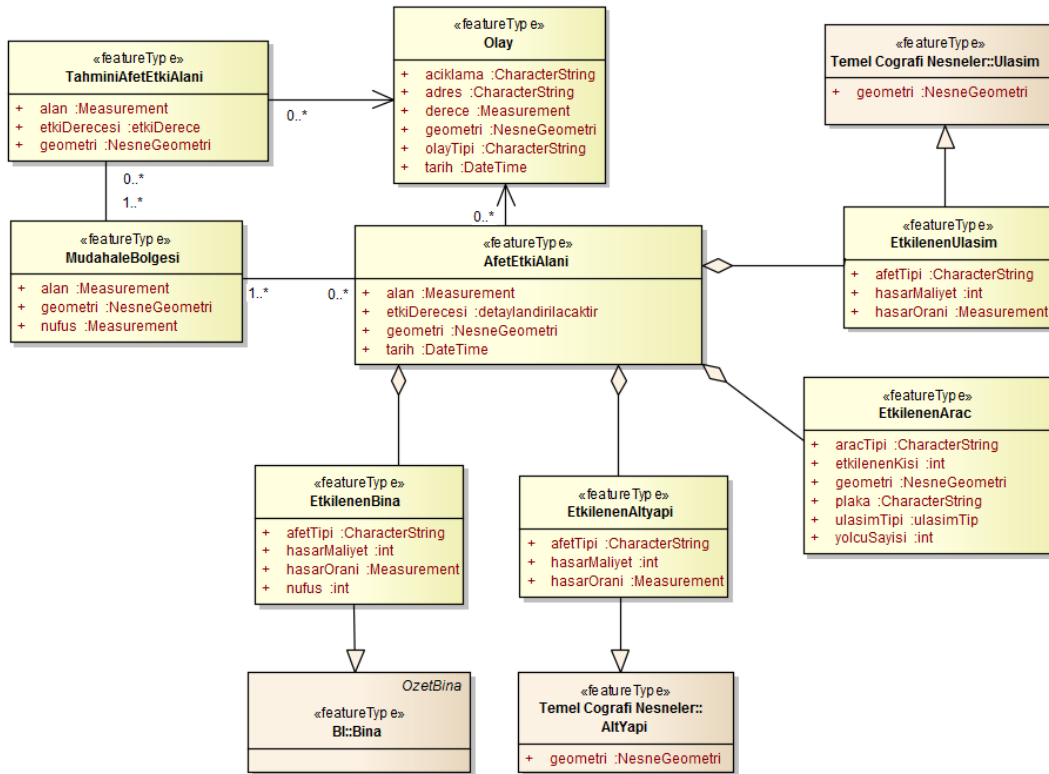 «featureType»
TahminiAfetEtkiAlani
+ alan :Measurement
+ etkiDerecesi :etkiDerece
+ geometri :NesneGeometri
«featureType»
Olay
+ aciklama :CharacterString
+ adres :CharacterString
+ derece :Measurement
+ geometri :NesneGeometri
+ olayTipi :CharacterString
+ tarih :DateTime
«featureType»
Temel Cografi Nesneler::Ulasim
+ geometri :NesneGeometri
0..*
0..*
1..*
0..*
«featureType»
MudahaleBolgesi
+ alan :Measurement
+ geometri :NesneGeometri
+ nufus :Measurement
1..*
0..*
«featureType»
AfetEtkiAlani
+ alan :Measurement
+ etkiDerecesi :detaylandirilacaktir
+ geometri :NesneGeometri
+ tarih :DateTime
«featureType»
EtkilenenUlasim
+ afetTipi :CharacterString
+ hasarMaliyet :int
+ hasarOrani :Measurement
«featureType»
EtkilenenArac
+ aracTipi :CharacterString
+ etkilenenKisi :int
+ geometri :NesneGeometri
+ plaka :CharacterString
+ ulasimTipi :ulasimTip
+ yolcuSayisi :int
«featureType»
EtkilenenBina
+ afetTipi :CharacterString
+ hasarMaliyet :int
+ hasarOrani :Measurement
+ nufus :int
«featureType»
EtkilenenAltyapi
+ afetTipi :CharacterString
+ hasarMaliyet :int
+ hasarOrani :Measurement
OzetBina
«featureType»
BI::Bina
«featureType»
Temel Cografi Nesneler::
AltYapi
+ geometri :NesneGeometri